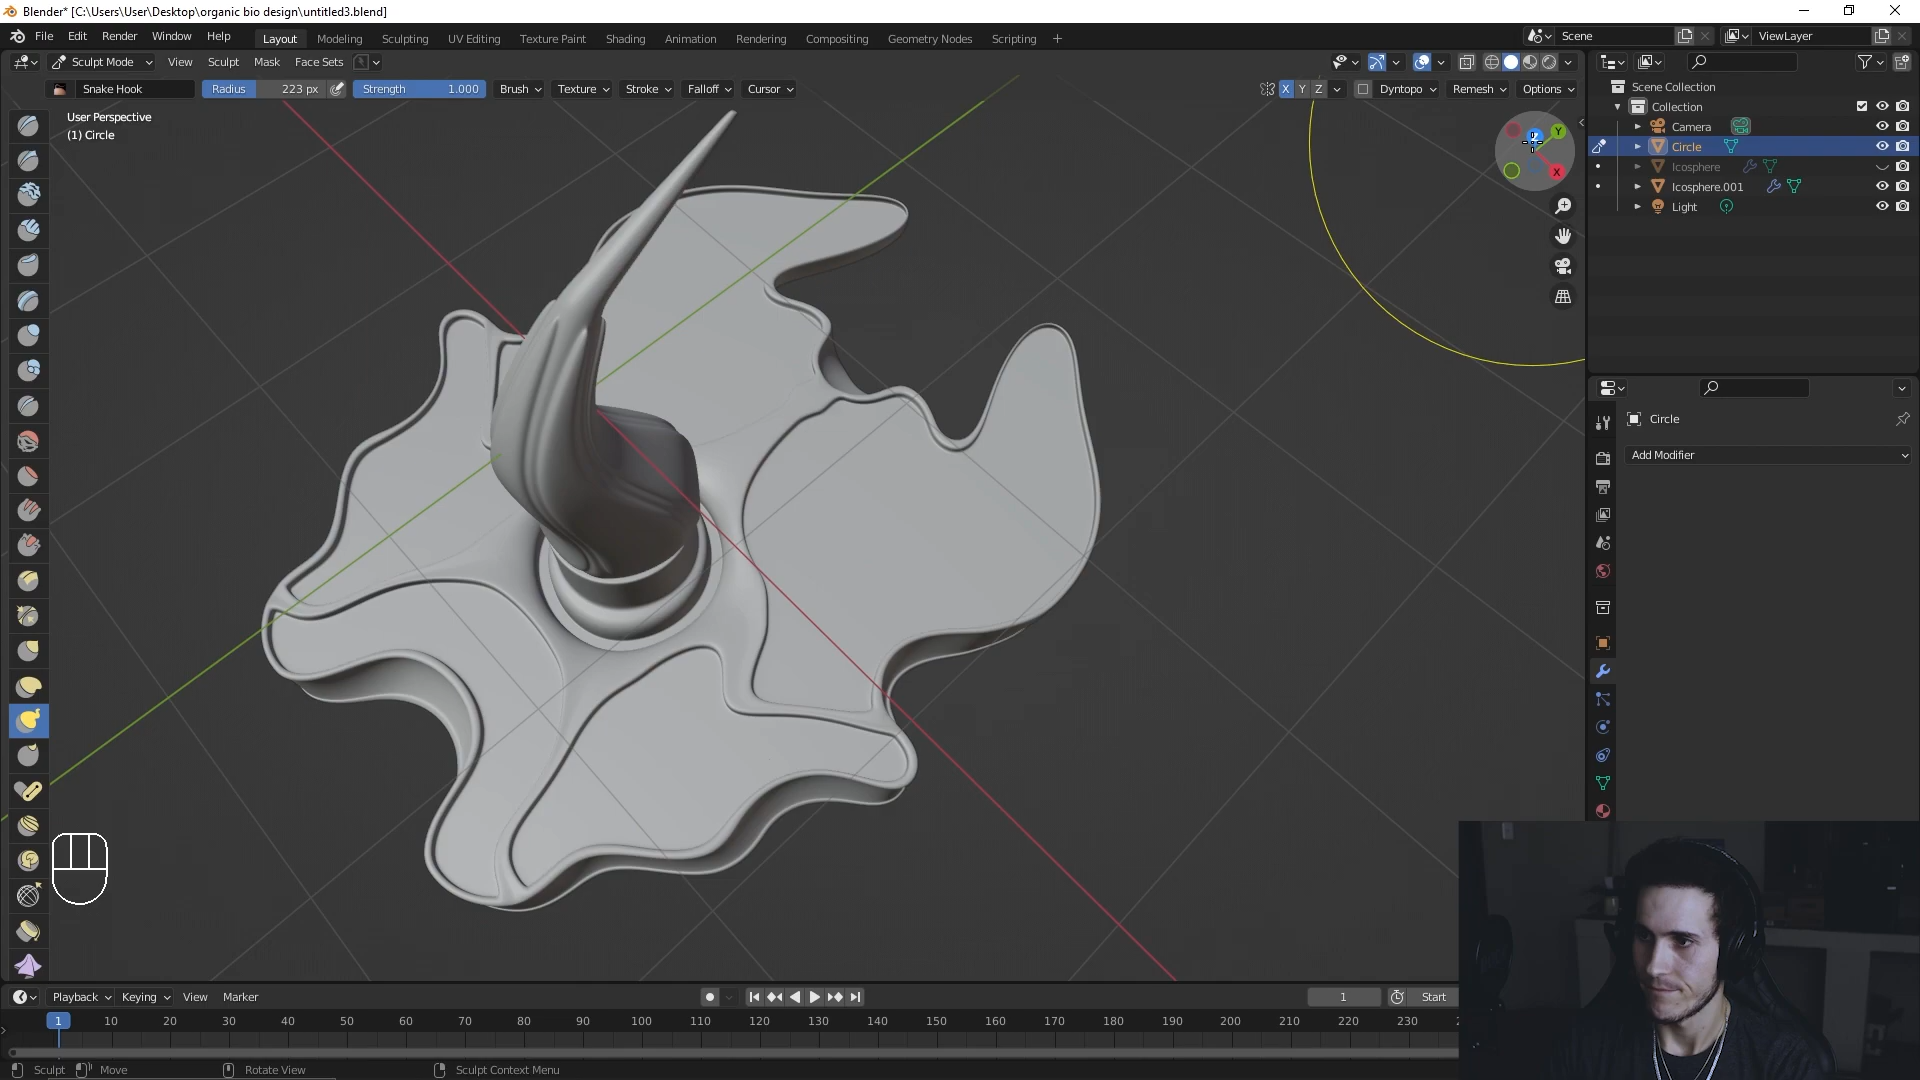 Blender* [C:\Users\User\Desktop\organic bio design\untitled3.blend]
File Edit Render Window Help Layout Modeling Sculpting UV Editing Texture Paint Shading Animation Rendering Compositing Geometry Nodes Scripting + Scene ViewLayer
Sculpt Mode View Sculpt Mask Face Sets
Snake Hook Radius 223 px Strength 1.000 Brush Texture Stroke Falloff Cursor X Y Z Dyntopo Remesh Options
User Perspective
(1) Circle
Y
Z
X
Scene Collection
Collection
Camera
Circle
Icosphere
Icosphere.001
Light
Circle
Add Modifier
Playback Keying View Marker 1 Start
1 10 20 30 40 50 60 70 80 90 100 110 120 130 140 150 160 170 180 190 200 210 220 230
Sculpt Move Rotate View Sculpt Context Menu